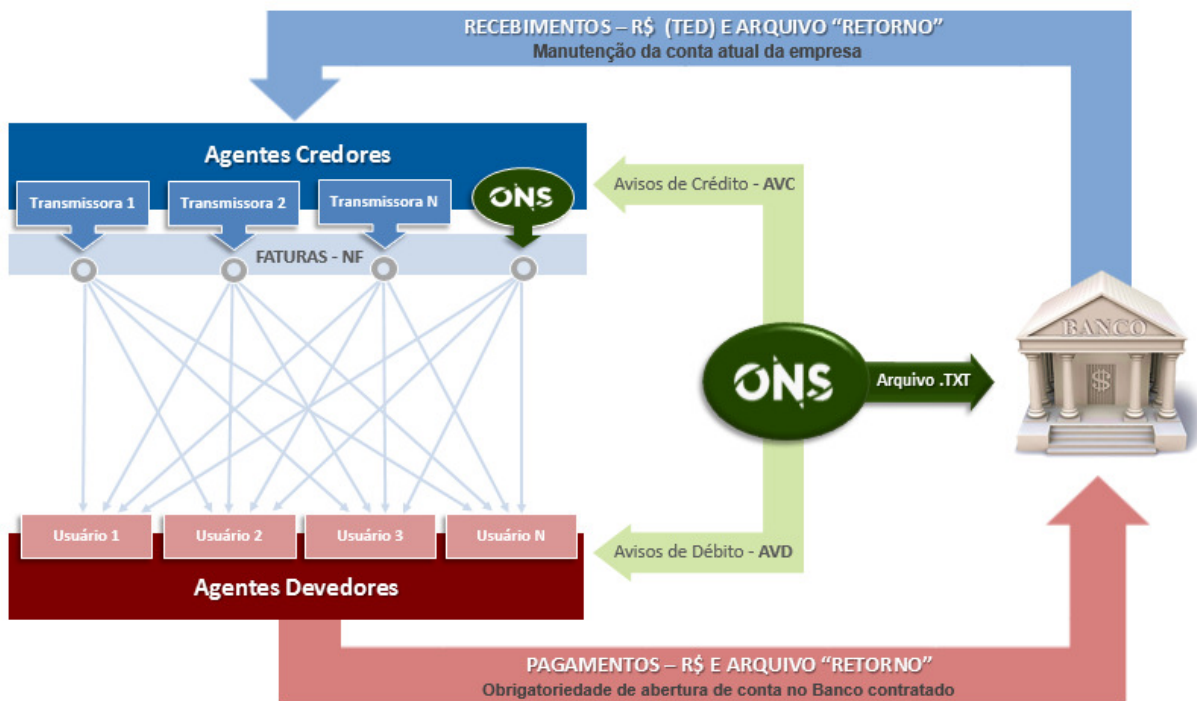 RECEBIMENTOS – R$ (TED) E ARQUIVO “RETORNO”
Manutenção da conta atual da empresa
Agentes Credores
Transmissora 1
Transmissora 2
Transmissora N
ONS
Avisos de Crédito - AVC
FATURAS - NF
BANCO
$
ONS
Arquivo .TXT
Usuário 1
Usuário 2
Usuário 3
Usuário N
Avisos de Débito - AVD
Agentes Devedores
PAGAMENTOS – R$ E ARQUIVO “RETORNO”
Obrigatoriedade de abertura de conta no Banco contratado